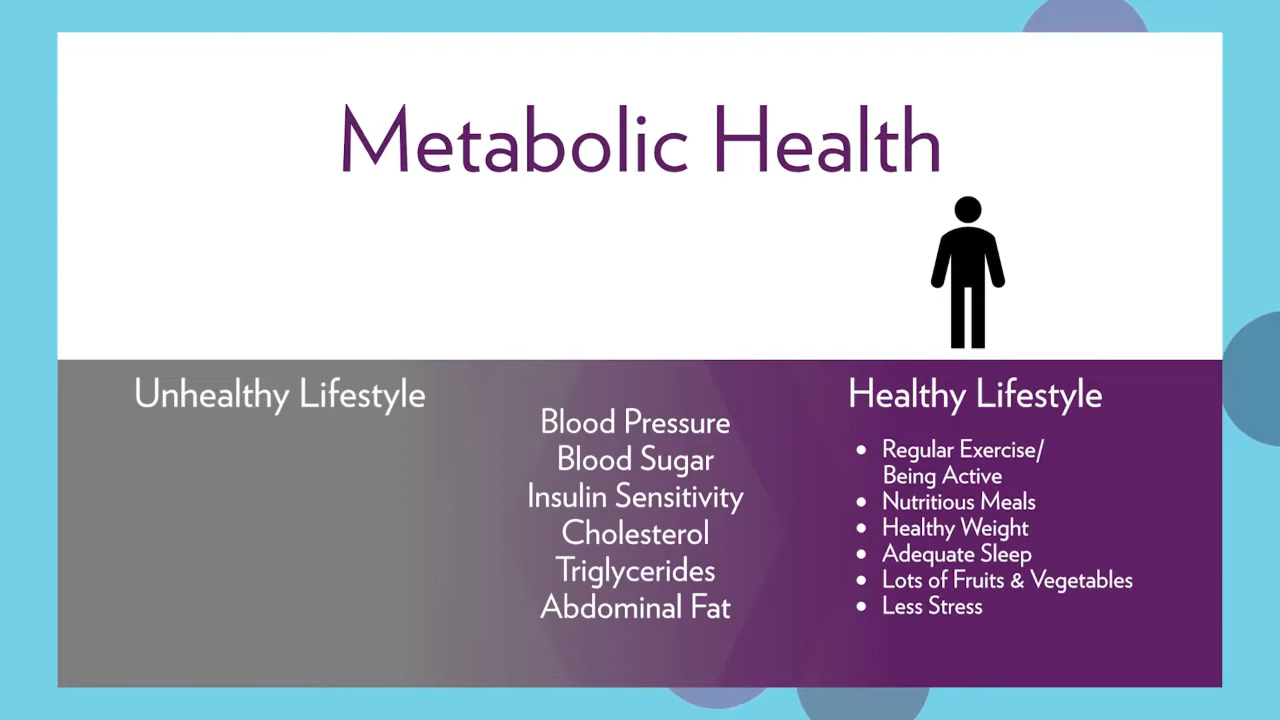 Metabolic Health
Unhealthy Lifestyle
Blood Pressure
Blood Sugar
Insulin Sensitivity
Cholesterol
Triglycerides
Abdominal Fat
Healthy Lifestyle
• Regular Exercise/
Being Active
• Nutritious Meals
• Healthy Weight
• Adequate Sleep
• Lots of Fruits & Vegetables
• Less Stress